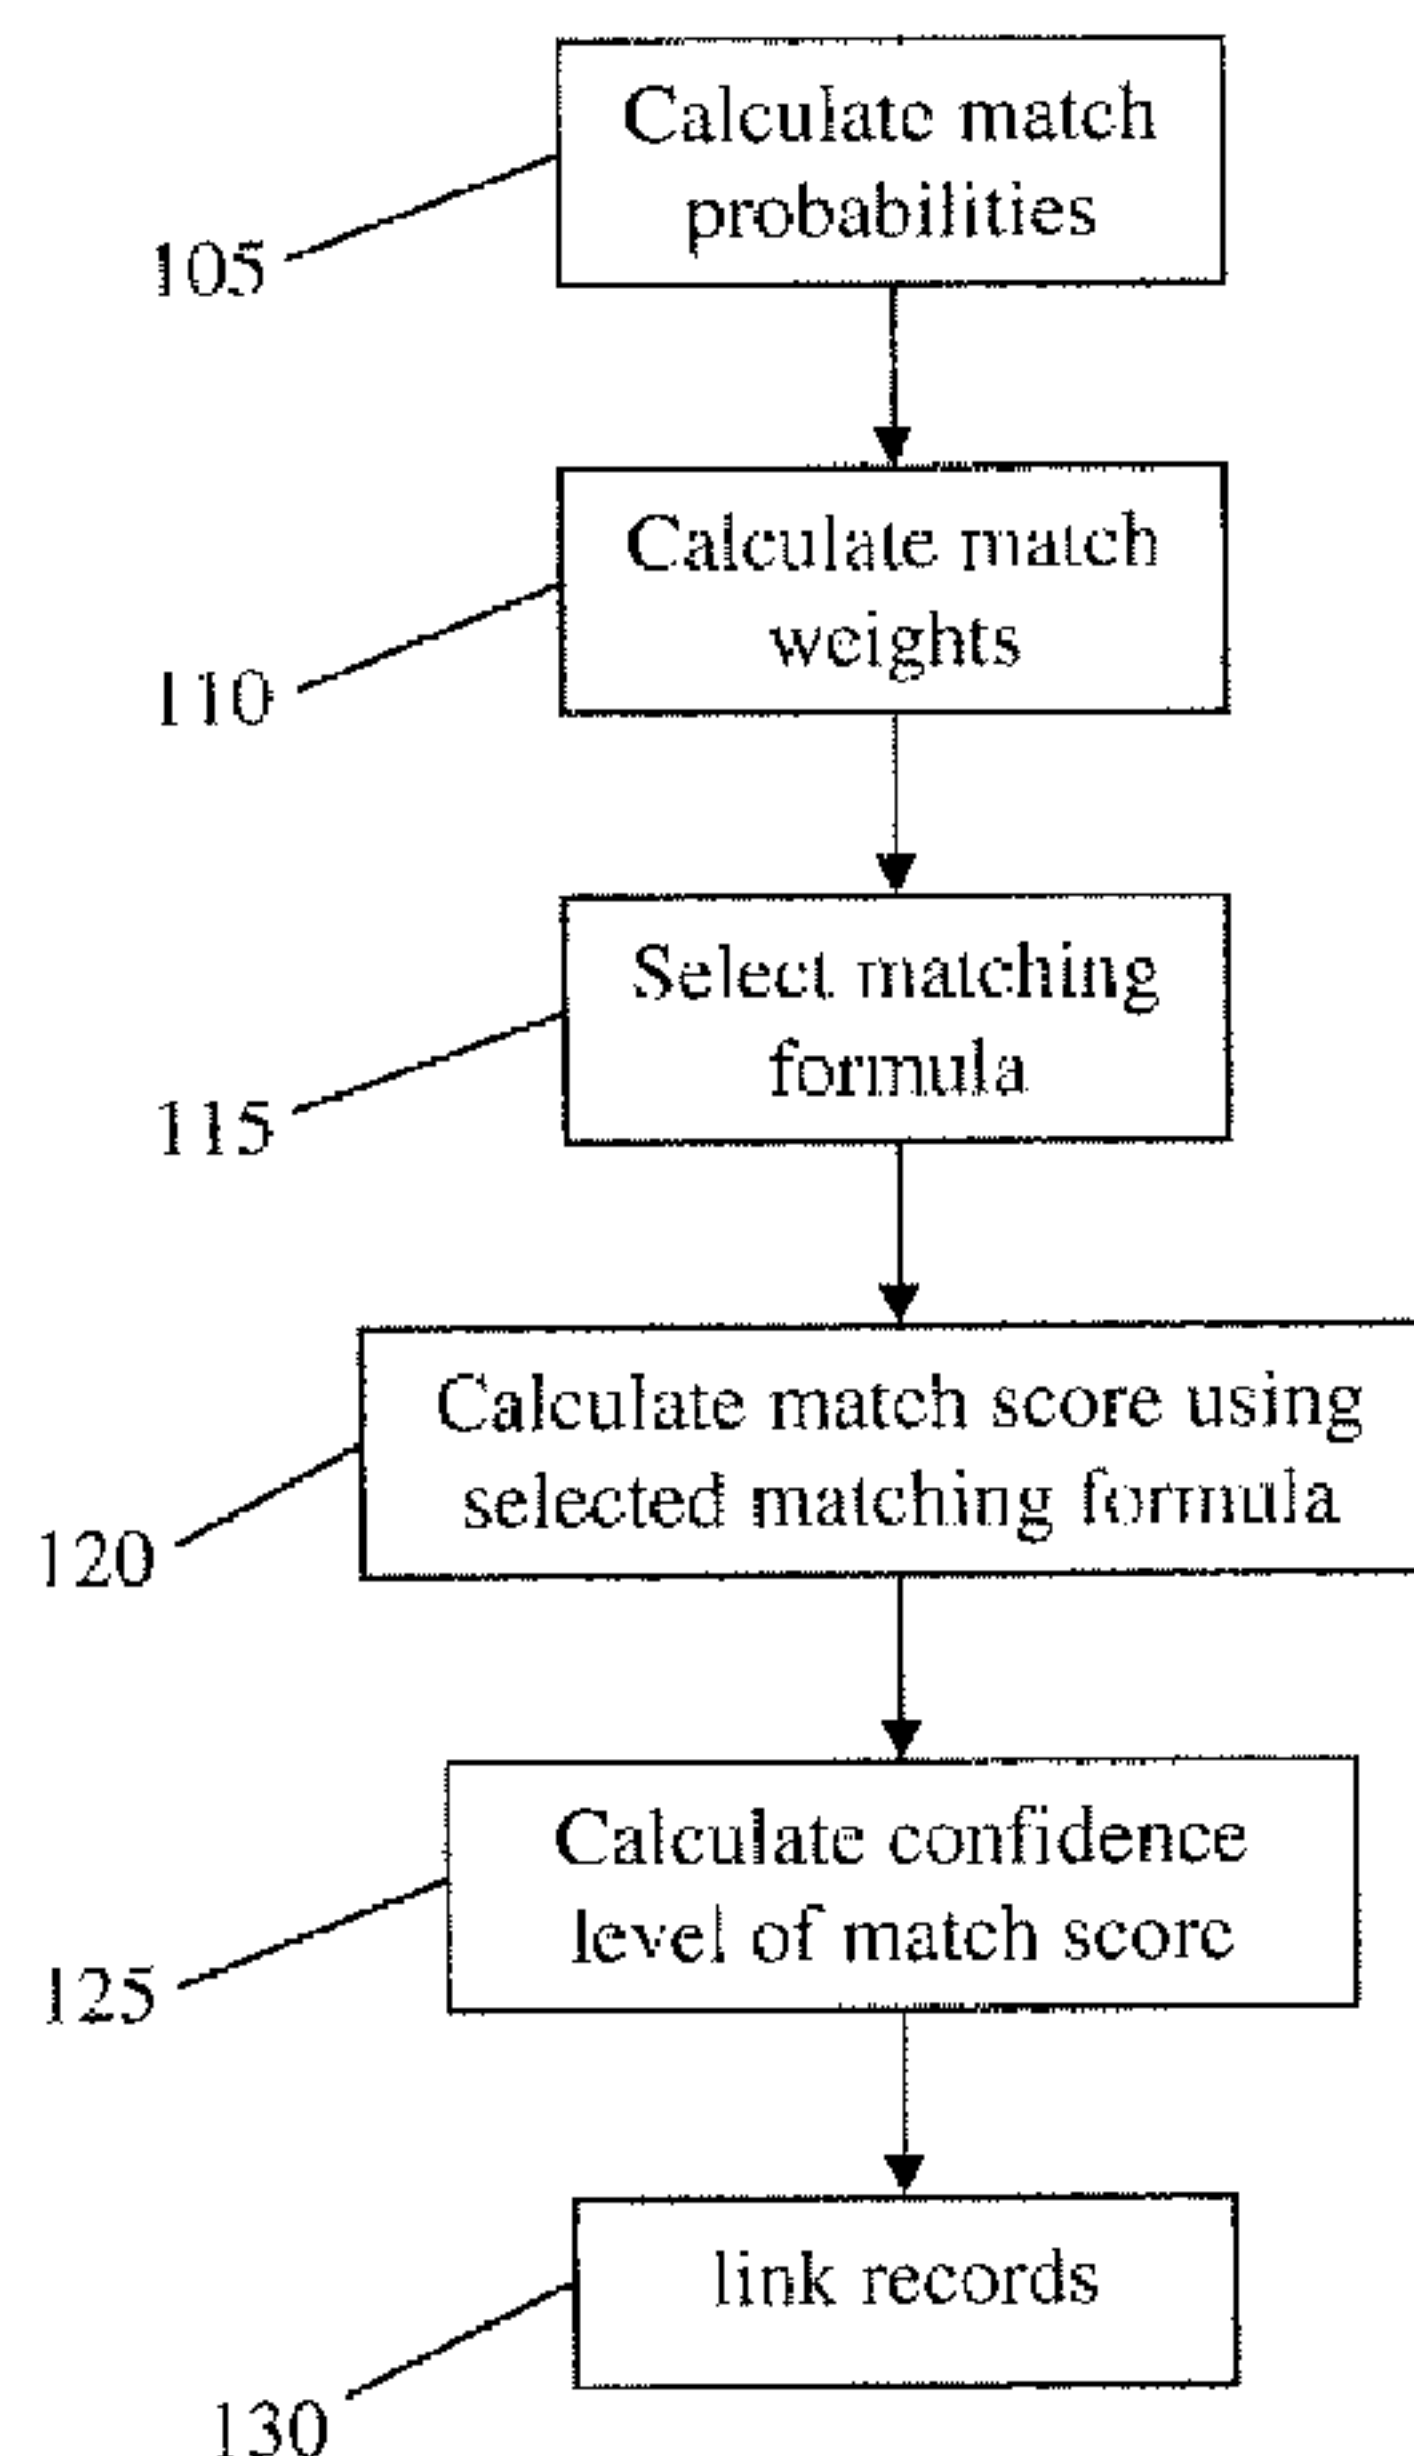 Calculate match
probabilities
105
Calculate match
weights
110
Select matching
formula
115
Calculate match score using
selected matching formula
120
Calculate confidence
level of match score
125
link records
130